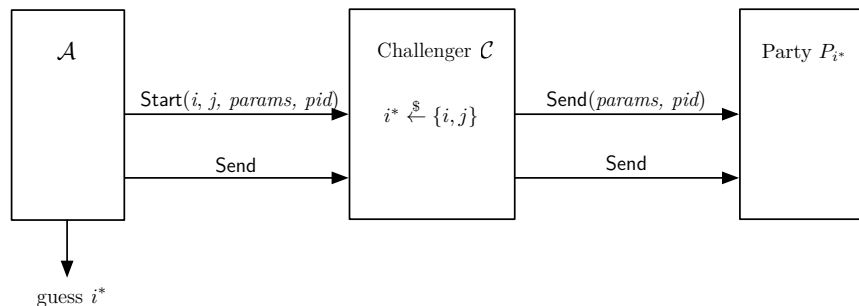 𝒜
Challenger 𝒞
Party P_{i*}
Start(i, j, params, pid)
i* ←$ {i, j}
Send(params, pid)
Send
Send
guess i*